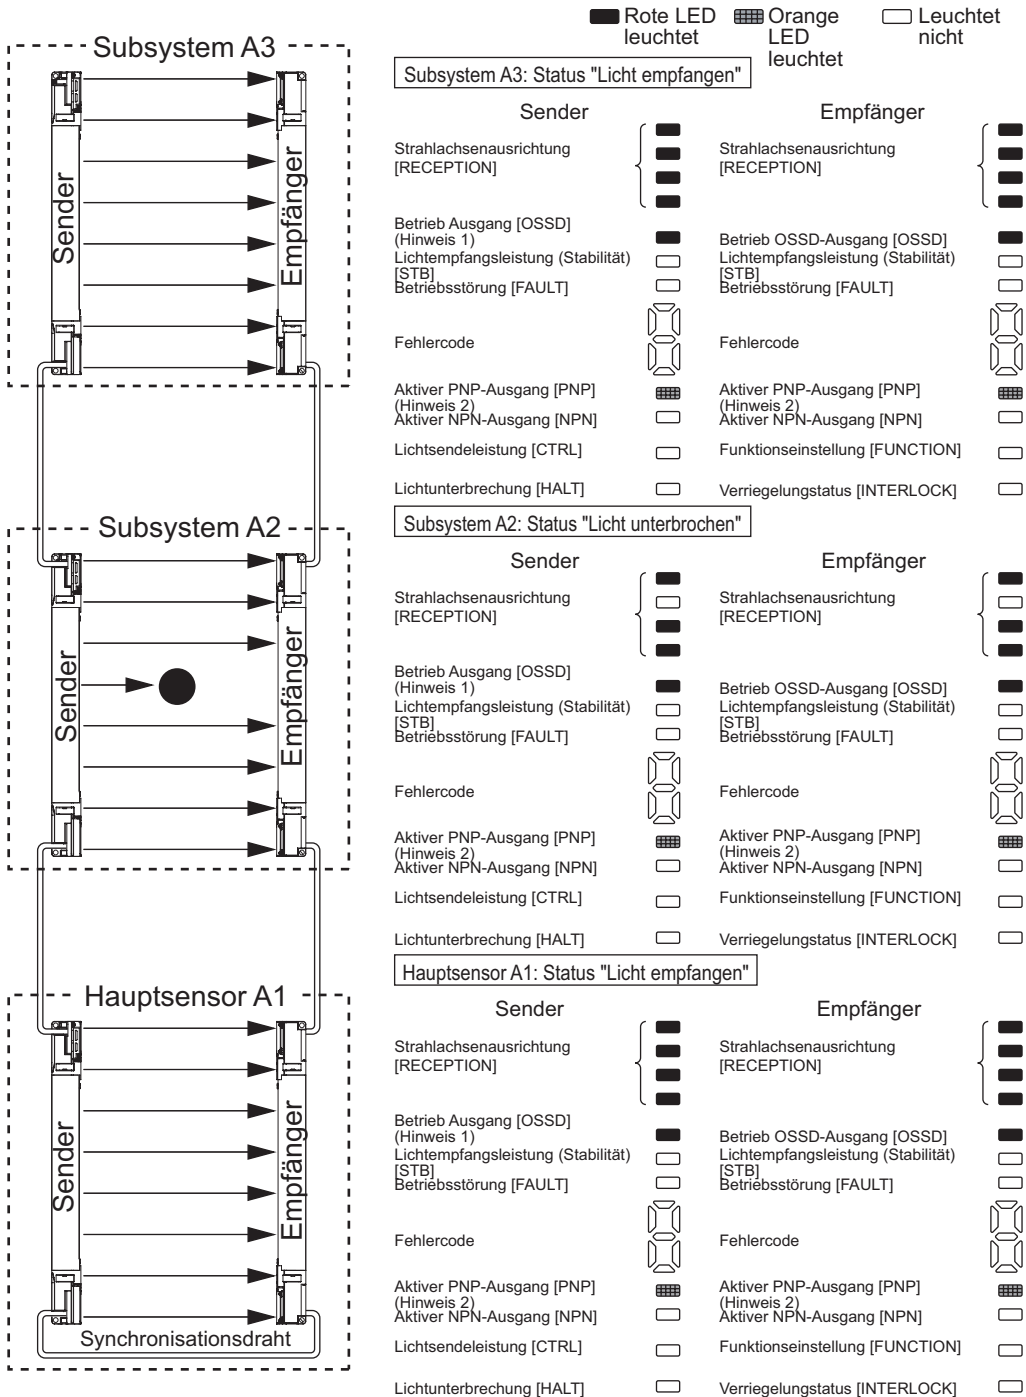 Rote LED leuchtet
Orange LED leuchtet
Leuchtet nicht
Subsystem A3
Sender
Empfänger
Subsystem A3: Status "Licht empfangen"
Sender
Strahlachsenausrichtung
[RECEPTION]
Betrieb Ausgang [OSSD]
(Hinweis 1)
Lichtempfangsleistung (Stabilität)
[STB]
Betriebsstörung [FAULT]
Fehlercode
Aktiver PNP-Ausgang [PNP]
(Hinweis 2)
Aktiver NPN-Ausgang [NPN]
Lichtsendeleistung [CTRL]
Lichtunterbrechung [HALT]
Empfänger
Strahlachsenausrichtung
[RECEPTION]
Betrieb OSSD-Ausgang [OSSD]
Lichtempfangsleistung (Stabilität)
[STB]
Betriebsstörung [FAULT]
Fehlercode
Aktiver PNP-Ausgang [PNP]
(Hinweis 2)
Aktiver NPN-Ausgang [NPN]
Funktionseinstellung [FUNCTION]
Verriegelungstatus [INTERLOCK]
Subsystem A2
Sender
Empfänger
Subsystem A2: Status "Licht unterbrochen"
Sender
Strahlachsenausrichtung
[RECEPTION]
Betrieb Ausgang [OSSD]
(Hinweis 1)
Lichtempfangsleistung (Stabilität)
[STB]
Betriebsstörung [FAULT]
Fehlercode
Aktiver PNP-Ausgang [PNP]
(Hinweis 2)
Aktiver NPN-Ausgang [NPN]
Lichtsendeleistung [CTRL]
Lichtunterbrechung [HALT]
Empfänger
Strahlachsenausrichtung
[RECEPTION]
Betrieb OSSD-Ausgang [OSSD]
Lichtempfangsleistung (Stabilität)
[STB]
Betriebsstörung [FAULT]
Fehlercode
Aktiver PNP-Ausgang [PNP]
(Hinweis 2)
Aktiver NPN-Ausgang [NPN]
Funktionseinstellung [FUNCTION]
Verriegelungstatus [INTERLOCK]
Hauptsensor A1
Sender
Empfänger
Synchronisationsdraht
Hauptsensor A1: Status "Licht empfangen"
Sender
Strahlachsenausrichtung
[RECEPTION]
Betrieb Ausgang [OSSD]
(Hinweis 1)
Lichtempfangsleistung (Stabilität)
[STB]
Betriebsstörung [FAULT]
Fehlercode
Aktiver PNP-Ausgang [PNP]
(Hinweis 2)
Aktiver NPN-Ausgang [NPN]
Lichtsendeleistung [CTRL]
Lichtunterbrechung [HALT]
Empfänger
Strahlachsenausrichtung
[RECEPTION]
Betrieb OSSD-Ausgang [OSSD]
Lichtempfangsleistung (Stabilität)
[STB]
Betriebsstörung [FAULT]
Fehlercode
Aktiver PNP-Ausgang [PNP]
(Hinweis 2)
Aktiver NPN-Ausgang [NPN]
Funktionseinstellung [FUNCTION]
Verriegelungstatus [INTERLOCK]